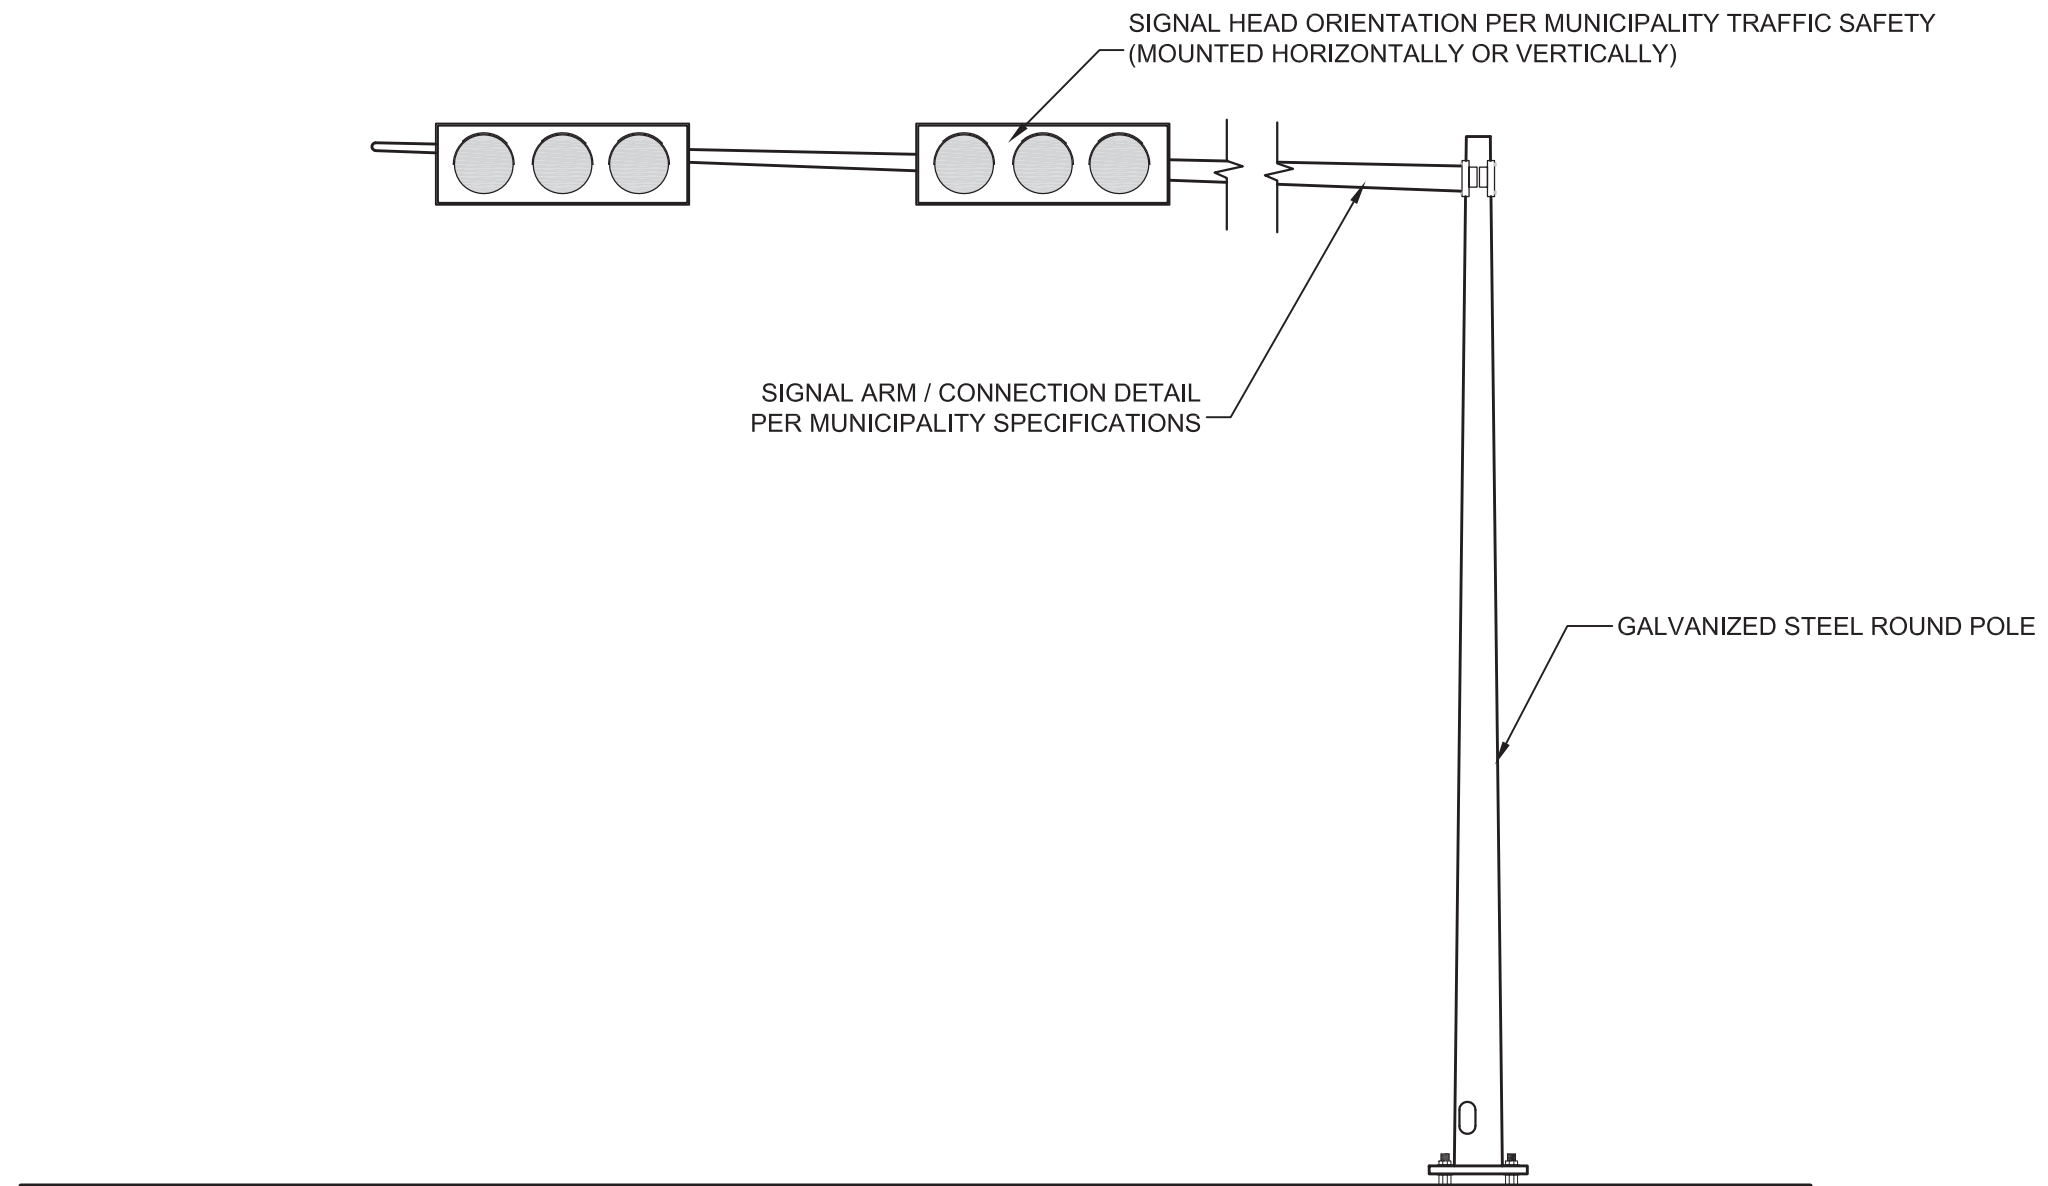 SIGNAL HEAD ORIENTATION PER MUNICIPALITY TRAFFIC SAFETY
(MOUNTED HORIZONTALLY OR VERTICALLY)
SIGNAL ARM / CONNECTION DETAIL
PER MUNICIPALITY SPECIFICATIONS
GALVANIZED STEEL ROUND POLE